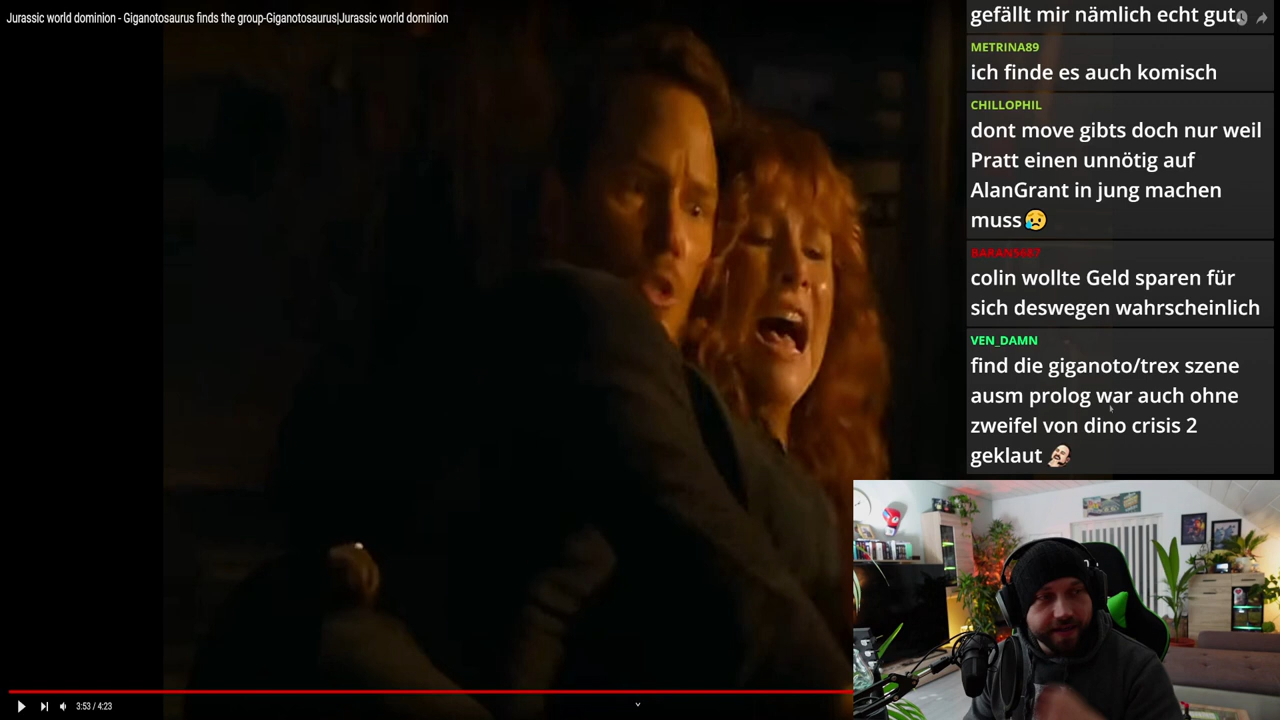 Jurassic world dominion - Giganotosaurus finds the group-Giganotosaurus|Jurassic world dominion
gefällt mir nämlich echt gut.
METRINA89
ich finde es auch komisch
CHILLOPHIL
dont move gibts doch nur weil
Pratt einen unnötig auf
AlanGrant in jung machen
muss😥
BARAN5687
colin wollte Geld sparen für
sich deswegen wahrscheinlich
VEN_DAMN
find die giganoto/trex szene
ausm prolog war auch ohne
zweifel von dino crisis 2
geklaut
3:53 / 4:23